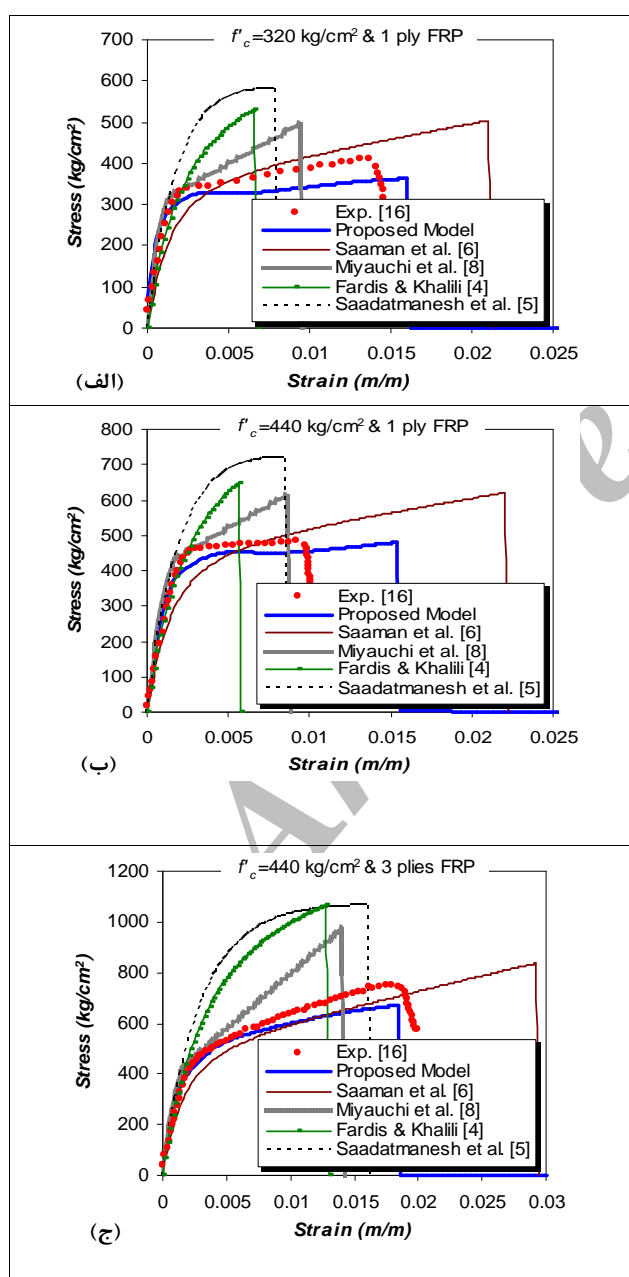 f'c=320 kg/cm² & 1 ply FRP
700
600
500
400
300
200
100
0
Stress (kg/cm²)
Exp. [16]
Proposed Model
Saaman et al. [6]
Miyauchi et al. [8]
Fardis & Khalili [4]
Saadatmanesh et al. [5]
0 0.005 0.01 0.015 0.02 0.025
Strain (m/m)
(الف)
f'c=440 kg/cm² & 1 ply FRP
800
700
600
500
400
300
200
100
0
Stress (kg/cm²)
Exp. [16]
Proposed Model
Saaman et al. [6]
Miyauchi et al. [8]
Fardis & Khalili [4]
Saadatmanesh et al. [5]
0 0.005 0.01 0.015 0.02 0.025
Strain (m/m)
(ب)
f'c=440 kg/cm² & 3 plies FRP
1200
1000
800
600
400
200
0
Stress (kg/cm²)
Exp. [16]
Proposed Model
Saaman et al. [6]
Miyauchi et al. [8]
Fardis & Khalili [4]
Saadatmanesh et al. [5]
0 0.005 0.01 0.015 0.02 0.025 0.03
Strain (m/m)
(ج)